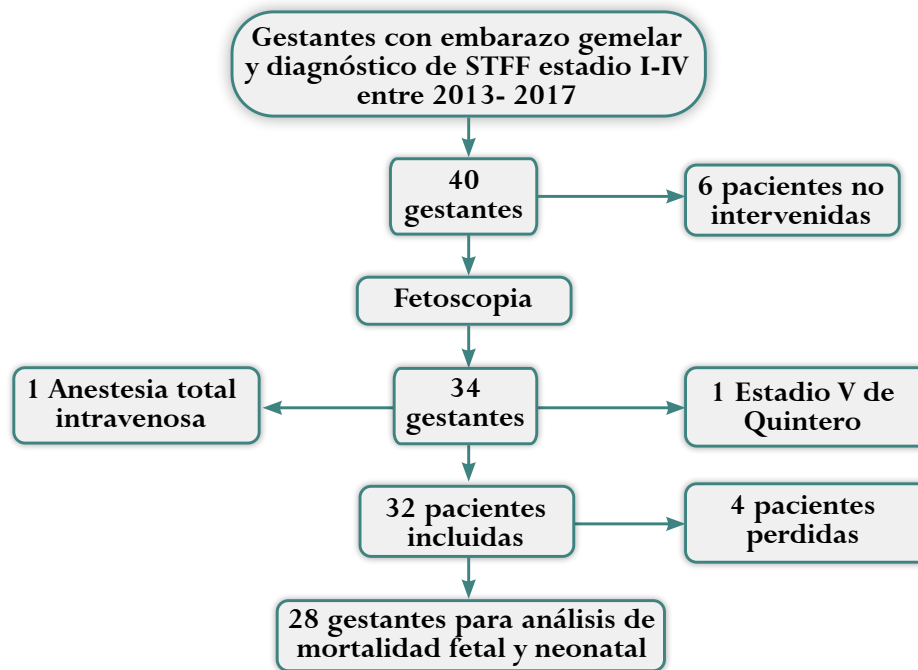 Gestantes con embarazo gemelar
y diagnóstico de STFF estadio I-IV
entre 2013- 2017
40
gestantes
6 pacientes no
intervenidas
Fetoscopia
1 Anestesia total
intravenosa
34
gestantes
1 Estadio V de
Quintero
32 pacientes
incluidas
4 pacientes
perdidas
28 gestantes para análisis de
mortalidad fetal y neonatal